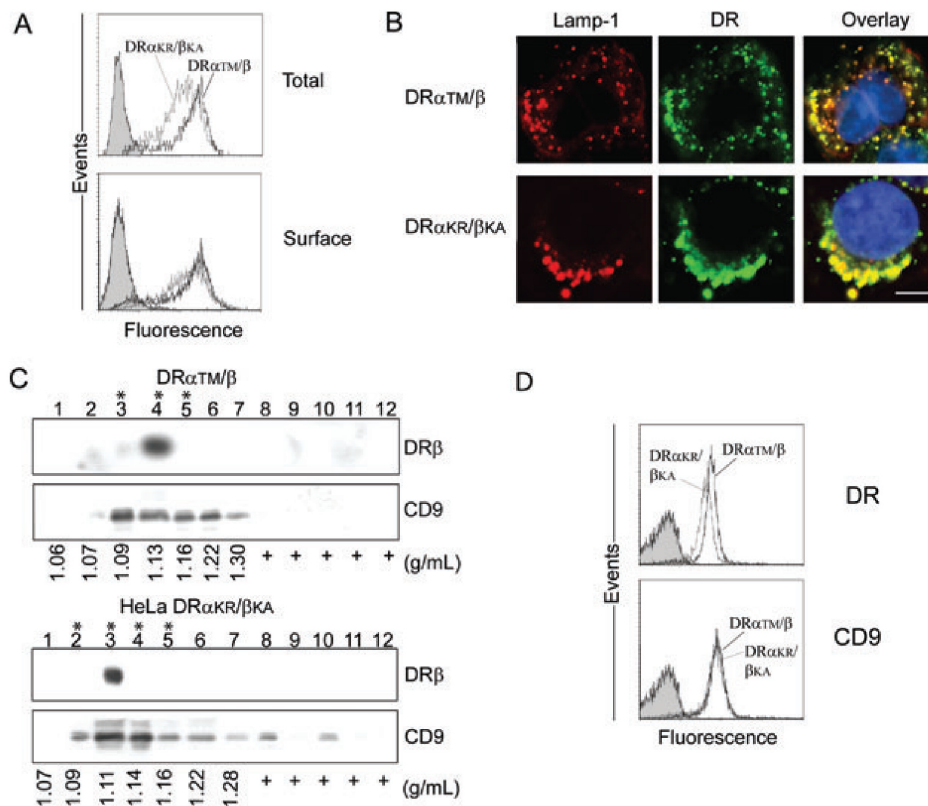 A
DRαKR/βKA
DRαTM/β
Total
Events
Surface
Fluorescence
B
Lamp-1 DR Overlay
DRαTM/β
DRαKR/βKA
C
DRαTM/β
1 2 3* 4* 5* 6 7 8 9 10 11 12
DRβ
CD9
1.06 1.07 1.09 1.13 1.16 1.22 1.30 + + + + + (g/mL)
HeLa DRαKR/βKA
1 2* 3* 4* 5* 6 7 8 9 10 11 12
DRβ
CD9
1.07 1.09 1.11 1.14 1.16 1.22 1.28 + + + + + (g/mL)
D
DRαKR/
βKA
DRαTM/β
DR
Events
DRαTM/β
DRαKR/
βKA
CD9
Fluorescence